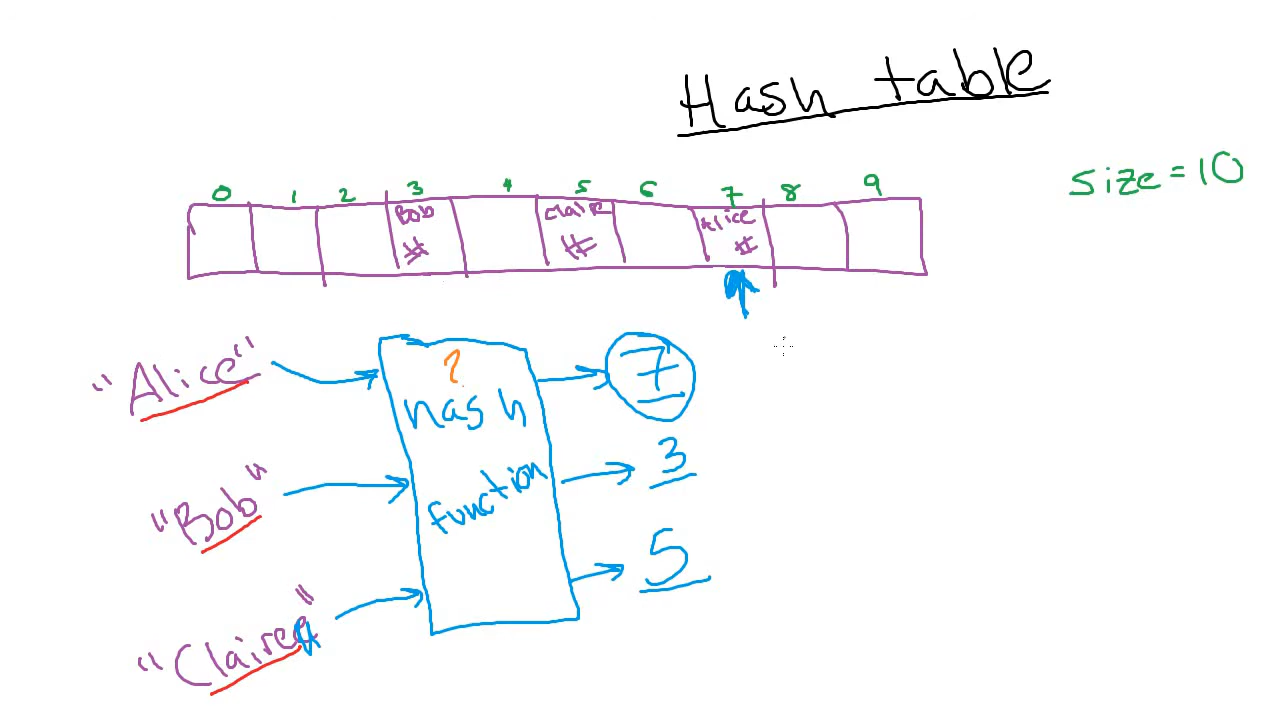 Hash table
size = 10
0 1 2 3 4 5 6 7 8 9
Bob Claire Alice
# # #
"Alice" ? 7
hash
"Bob" function 3
"Claire" 5